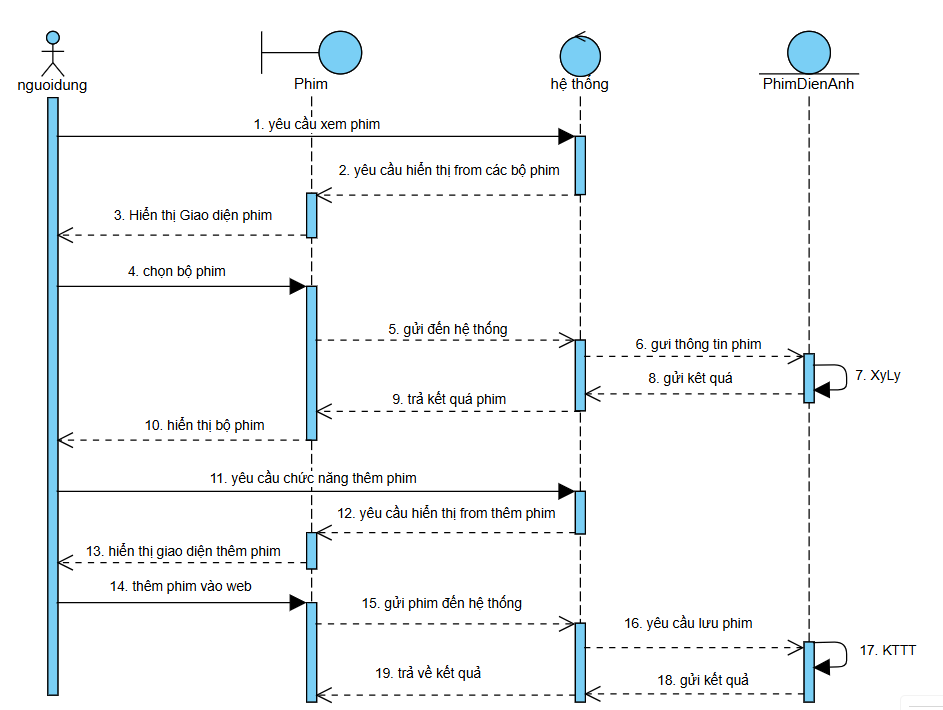 nguoidung
Phim
hệ thống
PhimDienAnh
1. yêu cầu xem phim
2. yêu cầu hiển thị from các bộ phim
3. Hiển thị Giao diện phim
4. chọn bộ phim
5. gửi đến hệ thống
6. gưi thông tin phim
7. XyLy
8. gửi kêt quá
9. trả kết quá phim
10. hiển thị bộ phim
11. yêu cầu chức năng thêm phim
12. yêu cầu hiển thị from thêm phim
13. hiển thị giao diện thêm phim
14. thêm phim vào web
15. gửi phim đến hệ thống
16. yêu cầu lưu phim
17. KTTT
18. gửi kết quả
19. trả về kết quả